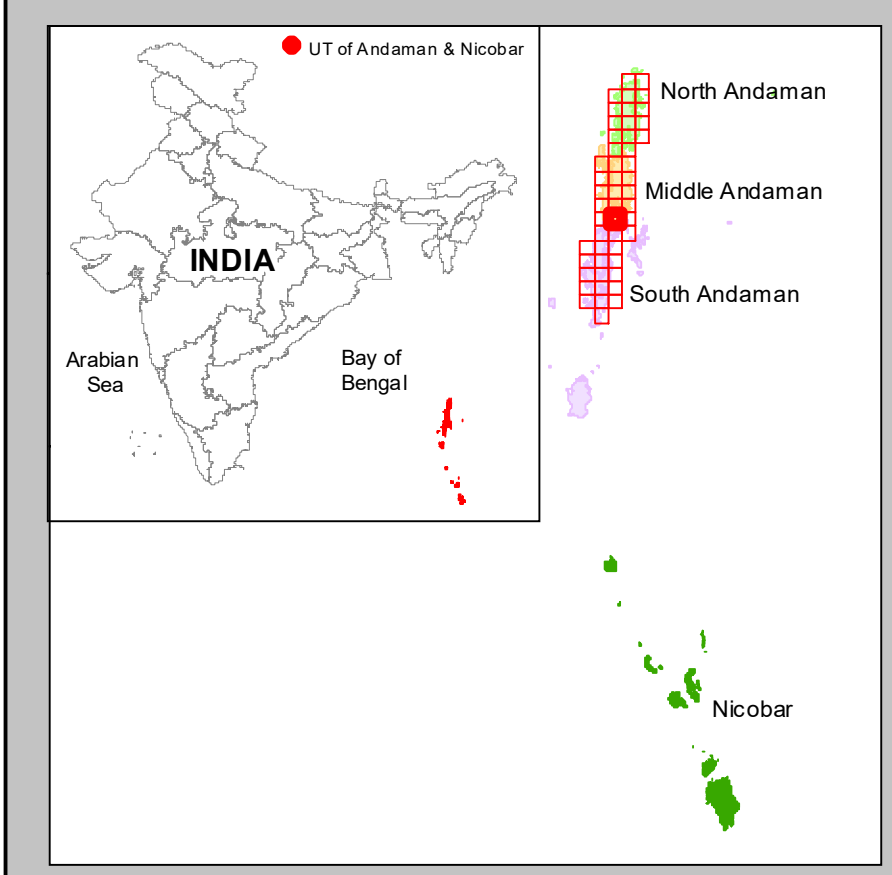 UT of Andaman & Nicobar
North Andaman
Middle Andaman
INDIA
South Andaman
Arabian
Sea
Bay of
Bengal
Nicobar